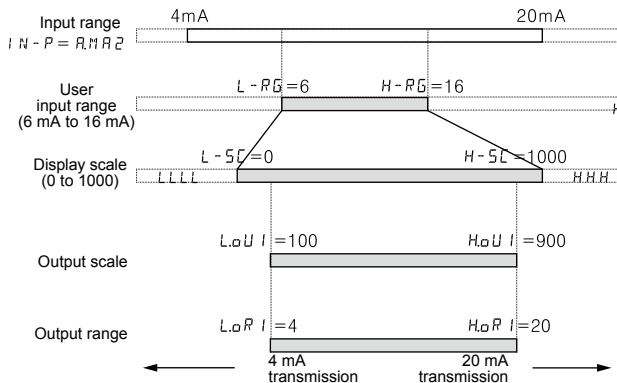 Input range
IN-P = A.MA2
4mA
20mA
User
input range
(6 mA to 16 mA)
L-RG=6
H-RG=16
Display scale
(0 to 1000)
L-SC=0
H-SC=1000
LLLL
HHH
Output scale
L.oU1=100
H.oU1=900
Output range
L.oR1=4
H.oR1=20
4 mA
transmission
20 mA
transmission